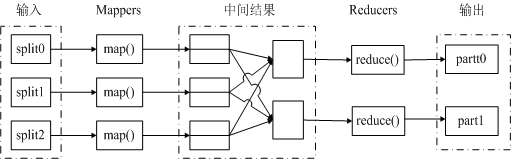 输入 Mappers 中间结果 Reducers 输出
split0 map() reduce() partt0
split1 map()
split2 map() reduce() part1